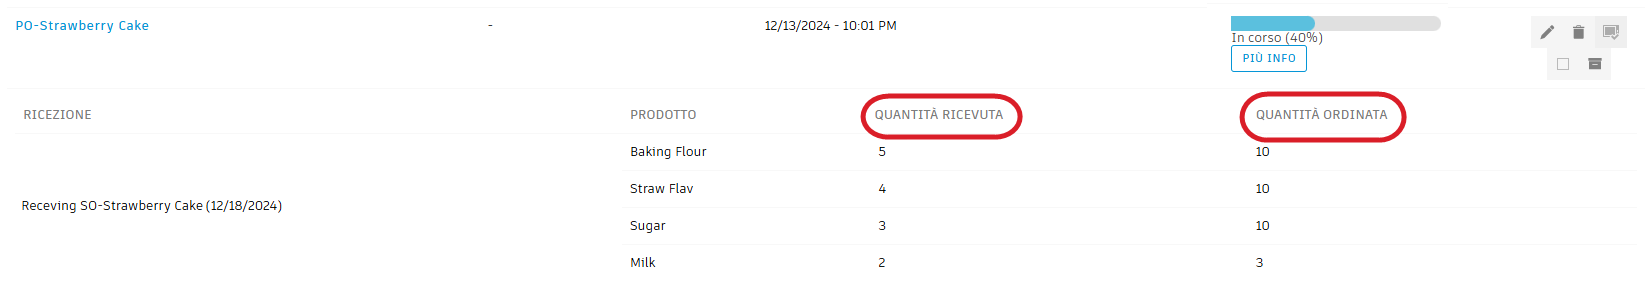 PO-Strawberry Cake - 12/13/2024 - 10:01 PM
In corso (40%)
PIÙ INFO
RICEZIONE PRODOTTO QUANTITÀ RICEVUTA QUANTITÀ ORDINATA
Baking Flour 5 10
Straw Flav 4 10
Receving SO-Strawberry Cake (12/18/2024)
Sugar 3 10
Milk 2 3